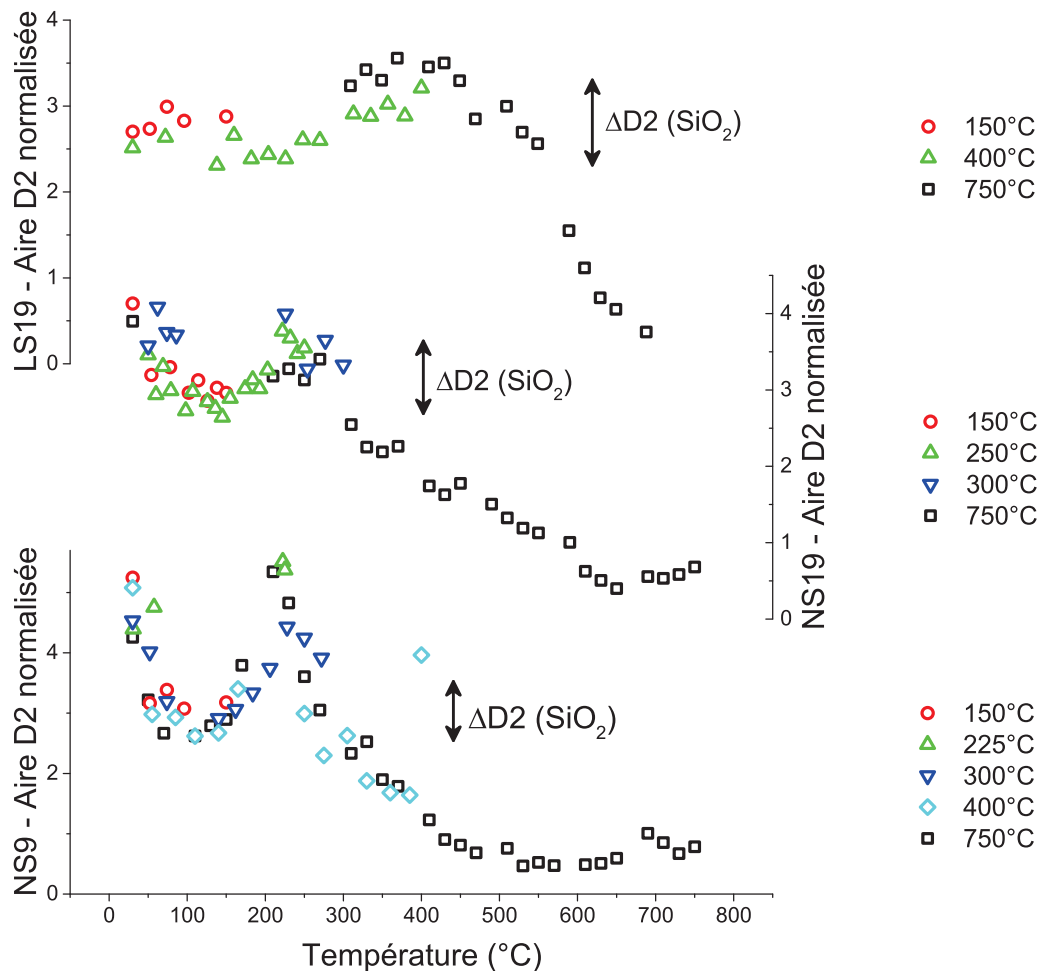 LS19 - Aire D2 normalisée
4
3
2
1
0
ΔD2 (SiO2)
150°C
400°C
750°C
NS19 - Aire D2 normalisée
4
3
2
1
0
ΔD2 (SiO2)
150°C
250°C
300°C
750°C
NS9 - Aire D2 normalisée
4
2
0
ΔD2 (SiO2)
150°C
225°C
300°C
400°C
750°C
0 100 200 300 400 500 600 700 800
Température (°C)